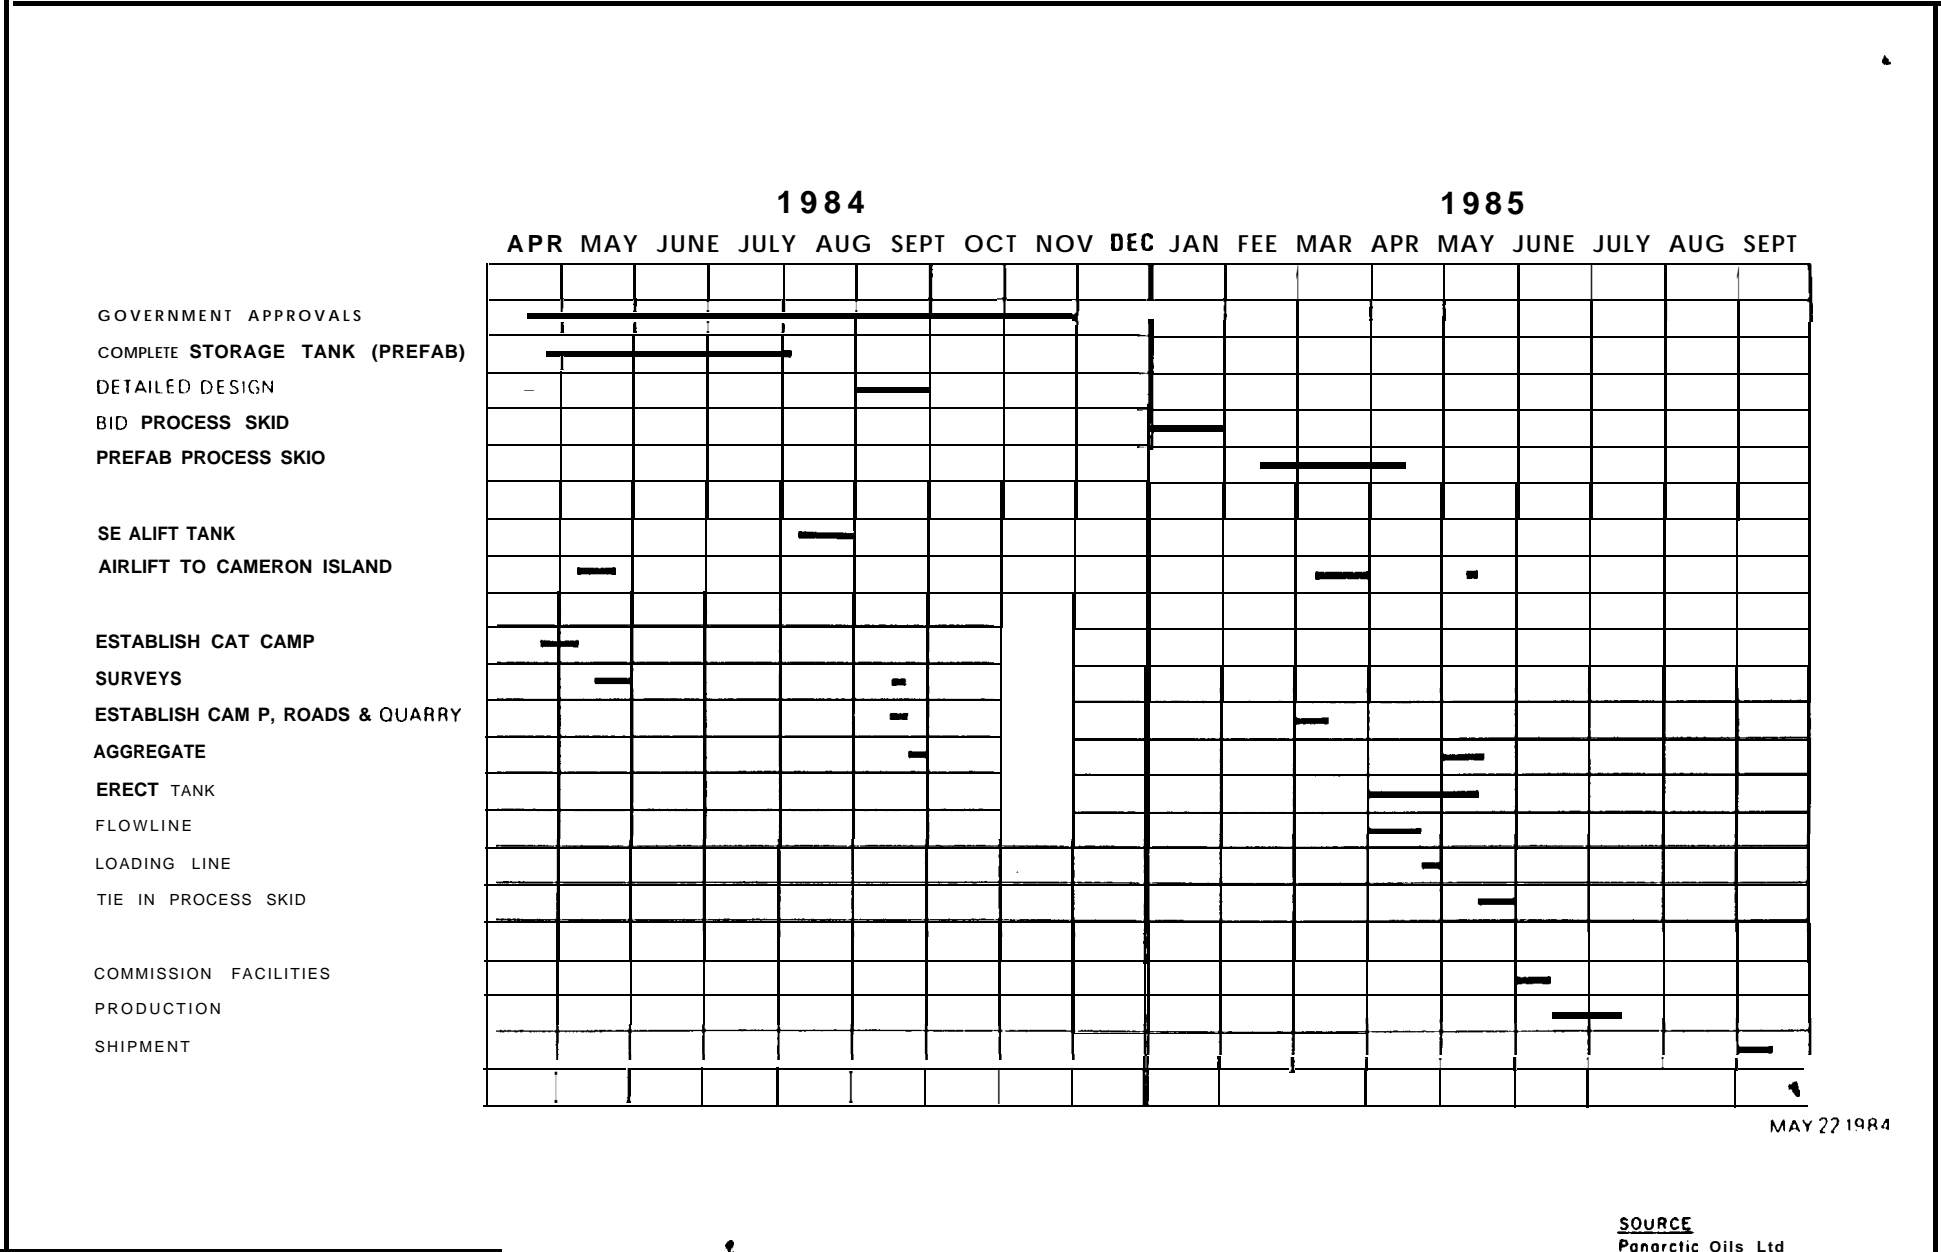 1984 1985
APR MAY JUNE JULY AUG SEPT OCT NOV DEC JAN FEE MAR APR MAY JUNE JULY AUG SEPT
GOVERNMENT APPROVALS
COMPLETE STORAGE TANK (PREFAB)
DETAILED DESIGN
BID PROCESS SKID
PREFAB PROCESS SKIO
SE ALIFT TANK
AIRLIFT TO CAMERON ISLAND
ESTABLISH CAT CAMP
SURVEYS
ESTABLISH CAM P, ROADS & QUARRY
AGGREGATE
ERECT TANK
FLOWLINE
LOADING LINE
TIE IN PROCESS SKID
COMMISSION FACILITIES
PRODUCTION
SHIPMENT
MAY 22 1984
SOURCE
Panarctic Oils Ltd